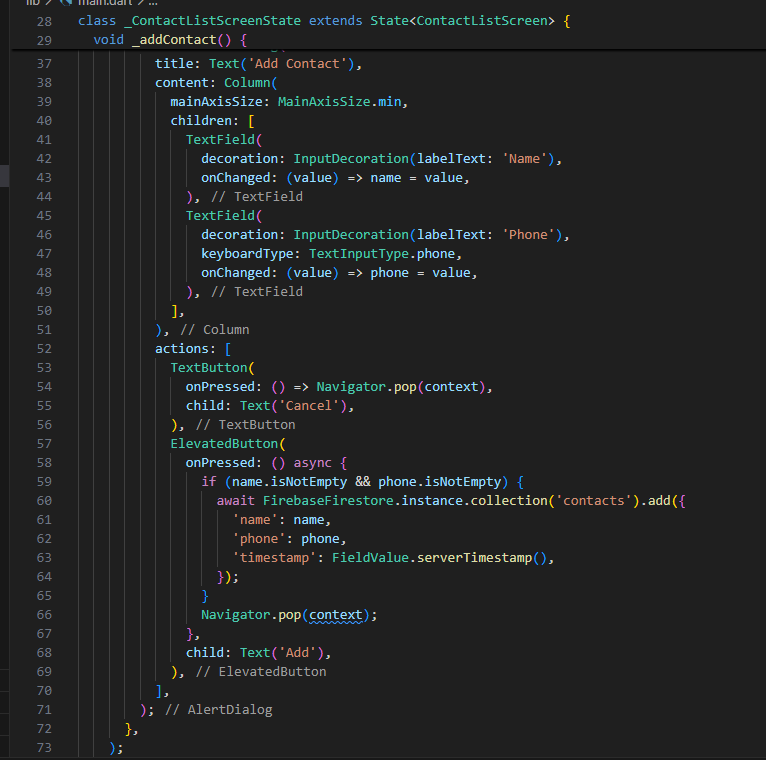 main.dart
28 class _ContactListScreenState extends State<ContactListScreen> {
29   void _addContact() {
37           title: Text('Add Contact'),
38           content: Column(
39             mainAxisSize: MainAxisSize.min,
40             children: [
41               TextField(
42                 decoration: InputDecoration(labelText: 'Name'),
43                 onChanged: (value) => name = value,
44               ), // TextField
45               TextField(
46                 decoration: InputDecoration(labelText: 'Phone'),
47                 keyboardType: TextInputType.phone,
48                 onChanged: (value) => phone = value,
49               ), // TextField
50             ],
51           ), // Column
52           actions: [
53             TextButton(
54               onPressed: () => Navigator.pop(context),
55               child: Text('Cancel'),
56             ), // TextButton
57             ElevatedButton(
58               onPressed: () async {
59                 if (name.isNotEmpty && phone.isNotEmpty) {
60                   await FirebaseFirestore.instance.collection('contacts').add({
61                     'name': name,
62                     'phone': phone,
63                     'timestamp': FieldValue.serverTimestamp(),
64                   });
65                 }
66                 Navigator.pop(context);
67               },
68               child: Text('Add'),
69             ), // ElevatedButton
70           ],
71         ); // AlertDialog
72       },
73     );